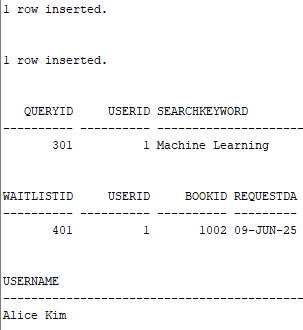 1 row inserted.
1 row inserted.
QUERYID USERID SEARCHKEYWORD
---------- ---------- --------------------
301 1 Machine Learning
WAITLISTID USERID BOOKID REQUESTDA
---------- ---------- ---------- ---------
401 1 1002 09-JUN-25
USERNAME
------------------------------------------
Alice Kim